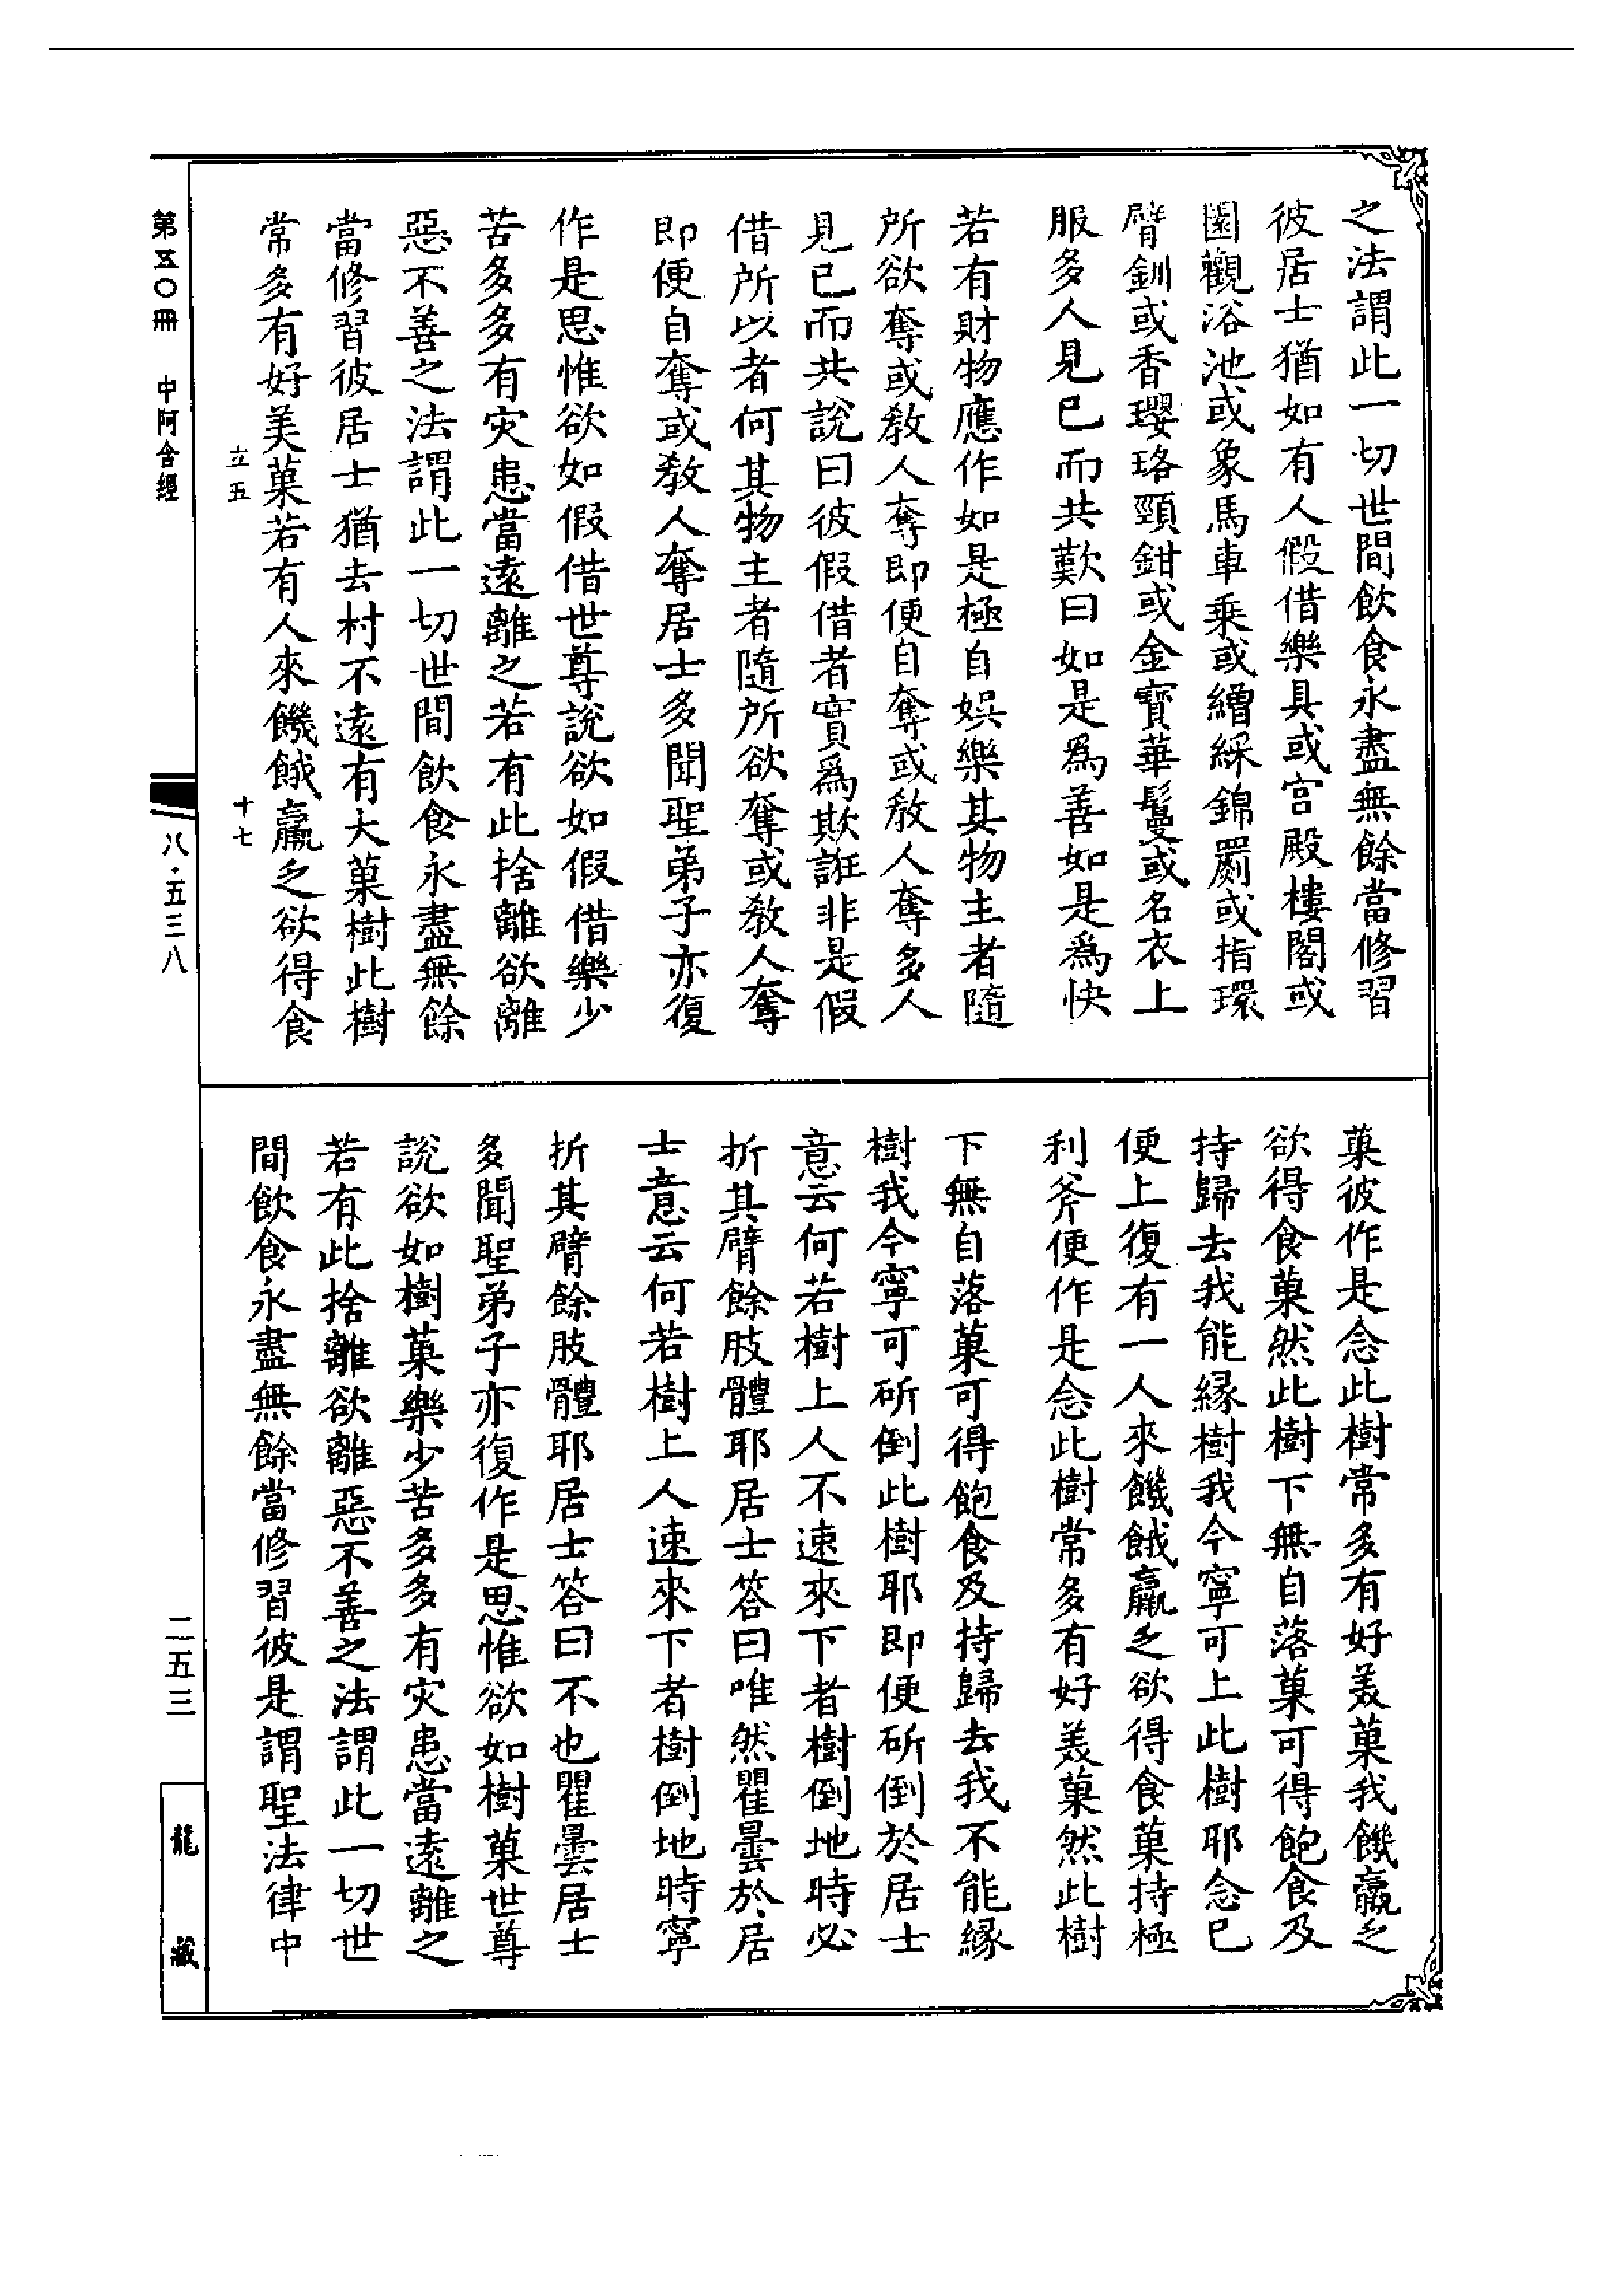 之法謂此一切世間飲食永盡無餘當修習
彼居士猶如有人假借樂具或宮殿樓閣或
園觀浴池或象馬車乗或繒綵錦罽或指環
臂釧或香瓔珞頸鉗或金寶華鬘或名衣上
服多人見已而共歎曰如是爲善如是爲快
若有財物應作如是極自娛樂其物主者隨
所欲奪或教人奪即便自奪或教人奪多人
見已而共說曰彼假借者實爲欺誑非是假
借所以者何其物主者隨所欲奪或教人奪
即便自奪或教人奪居士多聞聖弟子亦復
作是思惟欲如假借世尊說欲如假借樂少
苦多多有灾患當遠離之若有此捨離欲離
惡不善之法謂此一切世間飲食永盡無餘
當修習彼居士猶去村不遠有大菓樹此樹
常多有好美菓若有人來饑餓羸乏欲得食
菓彼作是念此樹常多有好美菓我饑羸乏
欲得食菓然此樹下無自落菓可得飽食及
持歸去我能緣樹我今寧可上此樹耶念已
便上復有一人來饑餓羸乏欲得食菓持極
利斧便作是念此樹常多有好美菓然此樹
下無自落菓可得飽食及持歸去我不能緣
樹我今寧可斫倒此樹耶即便斫倒於居士
意云何若樹上人不速來下者樹倒地時必
折其臂餘肢體耶居士答曰唯然瞿曇於居
士意云何若樹上人速來下者樹倒地時寧
折其臂餘肢體耶居士答曰不也瞿曇居士
多聞聖弟子亦復作是思惟欲如樹菓世尊
說欲如樹菓樂少苦多多有灾患當遠離之
若有此捨離欲離惡不善之法謂此一切世
間飲食永盡無餘當修習彼是謂聖法律中
立五
十七
第五〇冊 中阿含經
八·五三八
二五三
龍藏